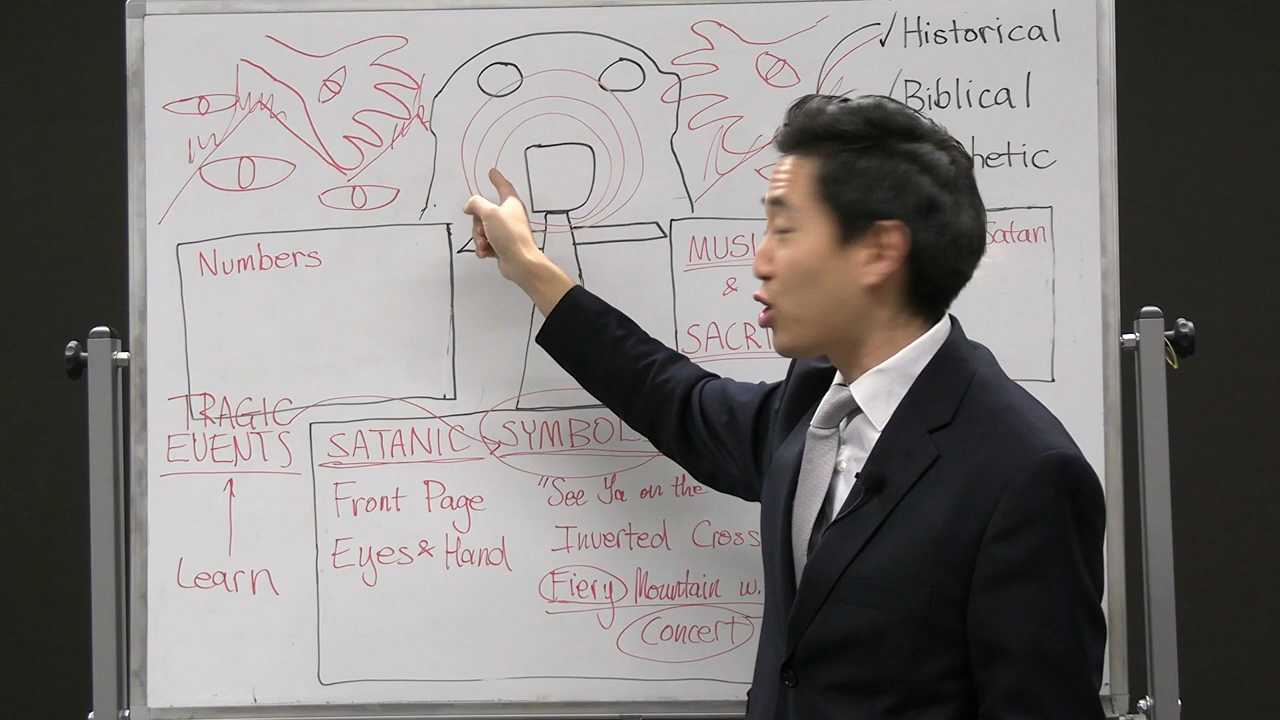 ✓Historical
✓Biblical
hetic
Numbers
MUSI
&
SACRI
Satan
TRAGIC
EVENTS
Learn
SATANIC SYMBOL
Front Page
Eyes & Hand
"See Ya on the
Inverted Cross
Fiery Mountain w.
Concert